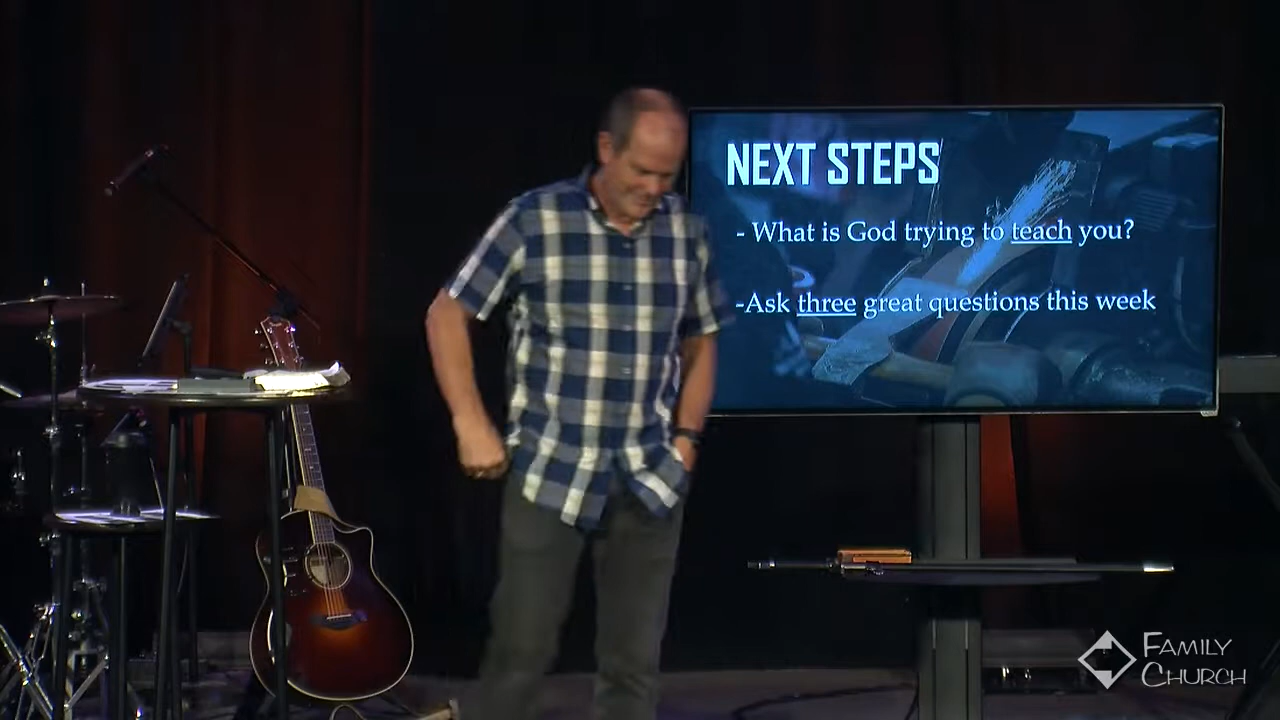 NEXT STEPS
- What is God trying to teach you?
-Ask three great questions this week
FAMILY
CHURCH